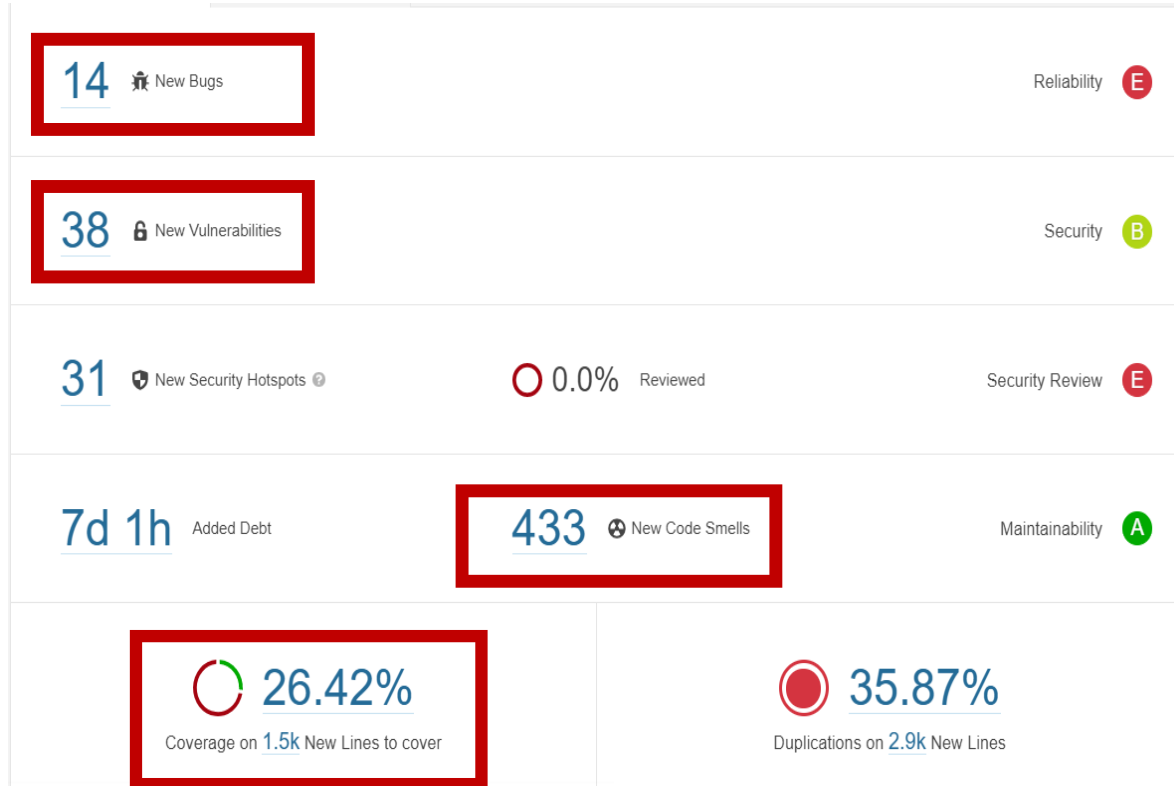 14 New Bugs Reliability E
38 New Vulnerabilities Security B
31 New Security Hotspots ? 0.0% Reviewed Security Review E
7d 1h Added Debt 433 New Code Smells Maintainability A
26.42% 35.87%
Coverage on 1.5k New Lines to cover Duplications on 2.9k New Lines